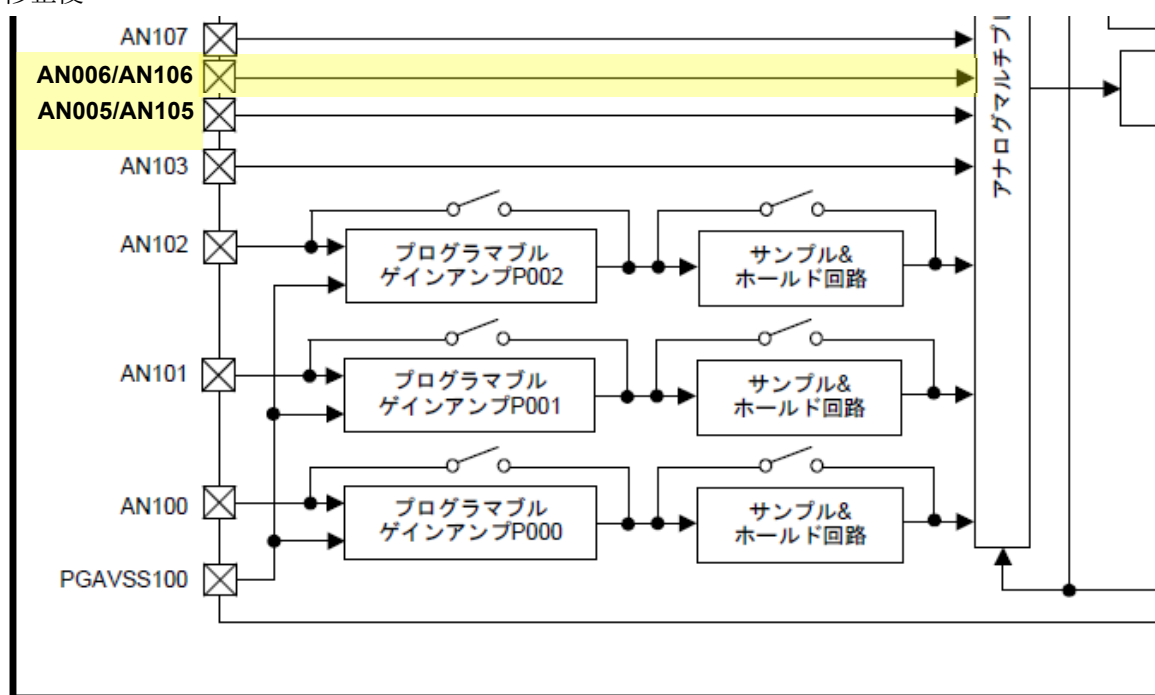 AN107
AN006/AN106
AN005/AN105
AN103
AN102
AN101
AN100
PGAVSS100
プログラマブル
ゲインアンプP002
サンプル&
ホールド回路
プログラマブル
ゲインアンプP001
サンプル&
ホールド回路
プログラマブル
ゲインアンプP000
サンプル&
ホールド回路
アナログマルチプ